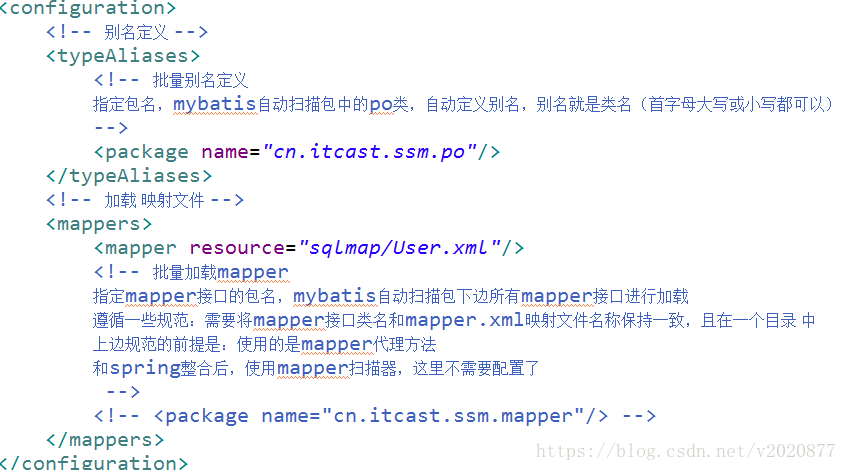 <configuration>
<!-- 别名定义 -->
<typeAliases>
<!-- 批量别名定义
指定包名，mybatis自动扫描包中的po类，自动定义别名，别名就是类名（首字母大写或小写都可以）
-->
<package name="cn.itcast.ssm.po"/>
</typeAliases>
<!-- 加载 映射文件 -->
<mappers>
<mapper resource="sqlmap/User.xml"/>
<!-- 批量加载mapper
指定mapper接口的包名，mybatis自动扫描包下边所有mapper接口进行加载
遵循一些规范：需要将mapper接口类名和mapper.xml映射文件名称保持一致，且在一个目录 中
上边规范的前提是：使用的是mapper代理方法
和spring整合后，使用mapper扫描器，这里不需要配置了
-->
<!-- <package name="cn.itcast.ssm.mapper"/> -->
</mappers>
</configuration>
https://blog.csdn.net/v2020877